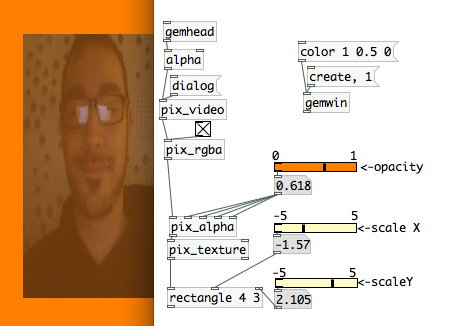 gemhead
alpha
dialog
pix_video
pix_rgba
pix_alpha
pix_texture
rectangle 4 3
color 1 0.5 0
create, 1
gemwin
0 1
<-opacity
0.618
-5 5
<-scale X
-1.57
-5 5
<-scaleY
2.105